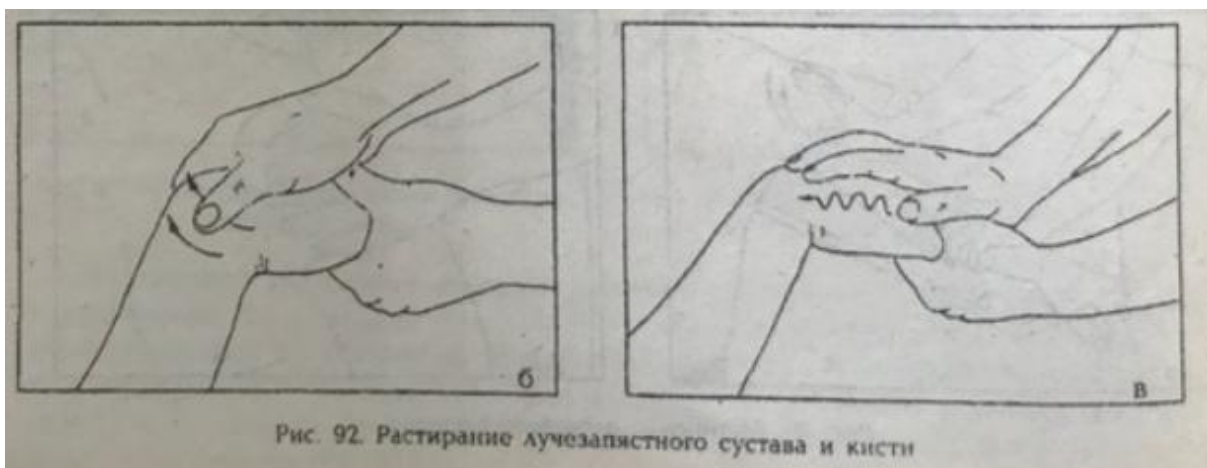 б
в
Рис. 92. Растирание лучезапястного сустава и кисти